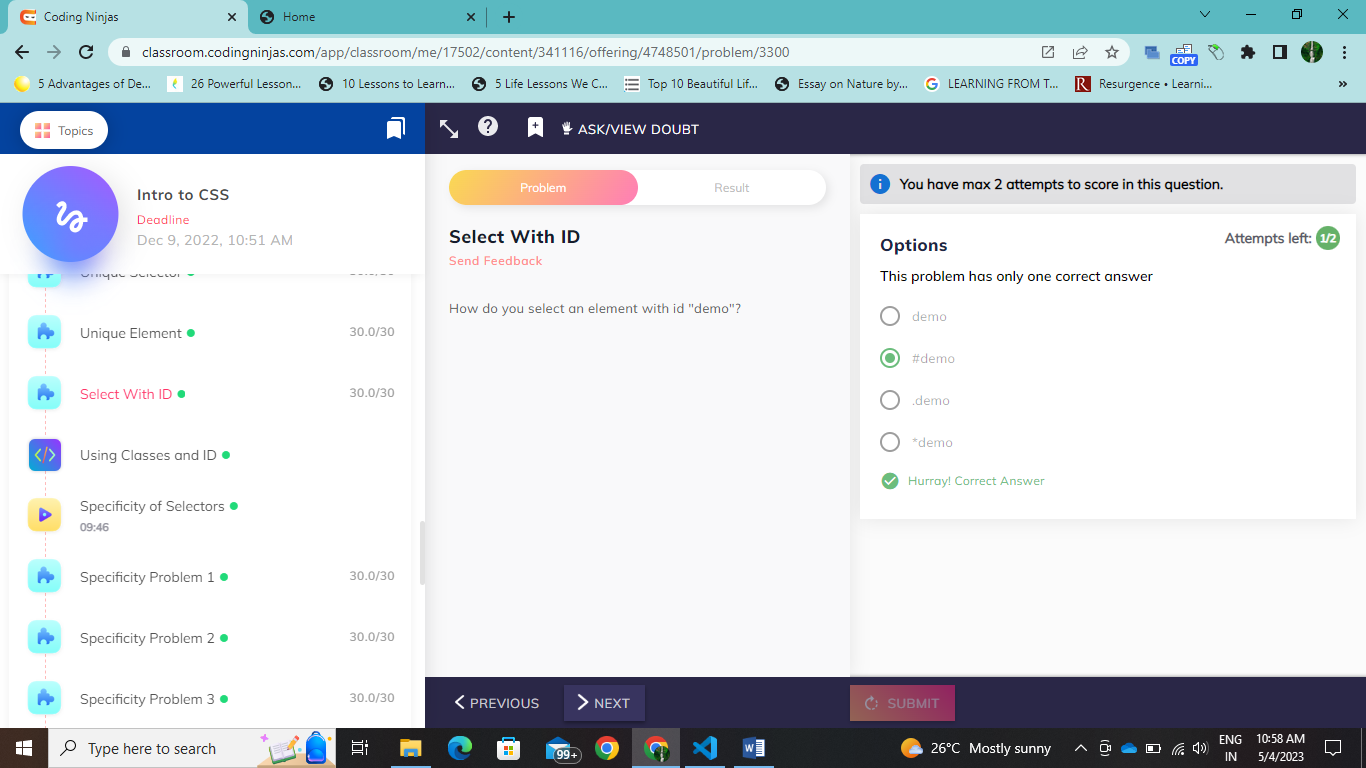 Coding Ninjas
Home
classroom.codingninjas.com/app/classroom/me/17502/content/341116/offering/4748501/problem/3300
COPY
5 Advantages of De...
26 Powerful Lesson...
10 Lessons to Learn...
5 Life Lessons We C...
Top 10 Beautiful Lif...
Essay on Nature by...
LEARNING FROM T...
R
Resurgence • Learni...
»
Topics
ASK/VIEW DOUBT
Intro to CSS
Deadline
Dec 9, 2022, 10:51 AM
Unique Selector
30.0/30
Unique Element
30.0/30
Select With ID
30.0/30
Using Classes and ID
Specificity of Selectors
09:46
Specificity Problem 1
30.0/30
Specificity Problem 2
30.0/30
Specificity Problem 3
30.0/30
Problem
Result
Select With ID
Send Feedback
How do you select an element with id "demo"?
PREVIOUS
NEXT
You have max 2 attempts to score in this question.
Options
Attempts left: 1/2
This problem has only one correct answer
demo
#demo
.demo
*demo
Hurray! Correct Answer
SUBMIT
Type here to search
99+
26°C Mostly sunny
ENG
IN
10:58 AM
5/4/2023